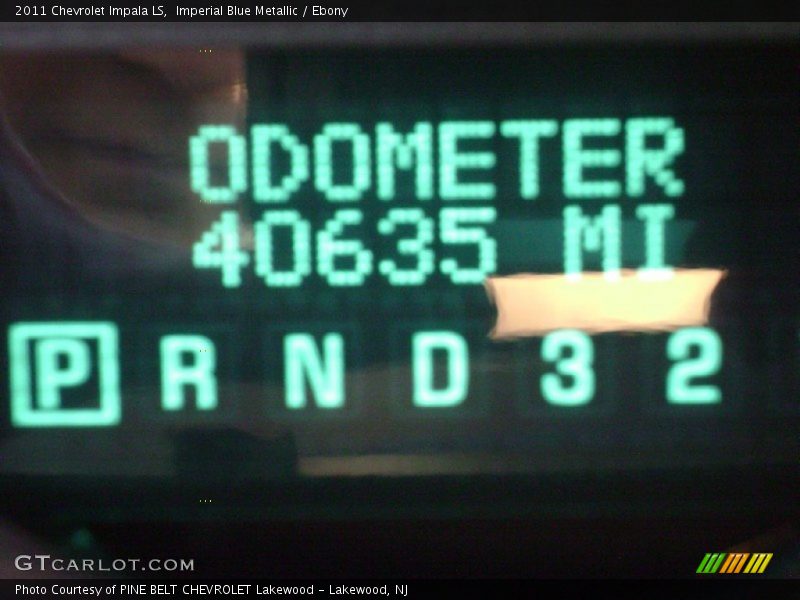 2011 Chevrolet Impala LS,  Imperial Blue Metallic / Ebony
ODOMETER
40635 MI
P R N D 3 2
GTCARLOT.COM
Photo Courtesy of PINE BELT CHEVROLET Lakewood - Lakewood, NJ